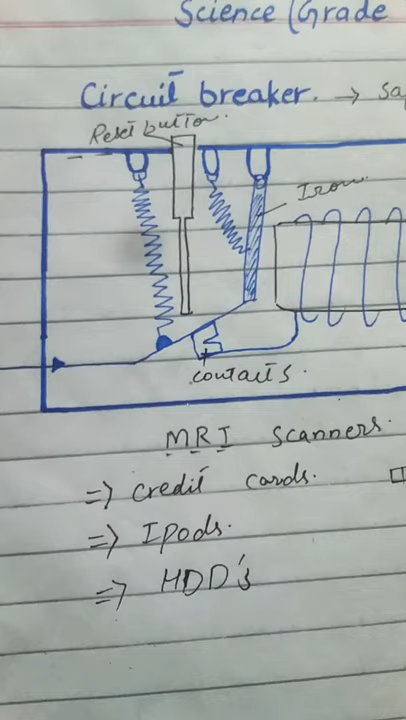 Science (Grade
Circuit breaker. → Sa
Reset button.
Iron
contacts.
MRI Scanners.
=> Credit cards.
=> Ipods.
=> HDD's